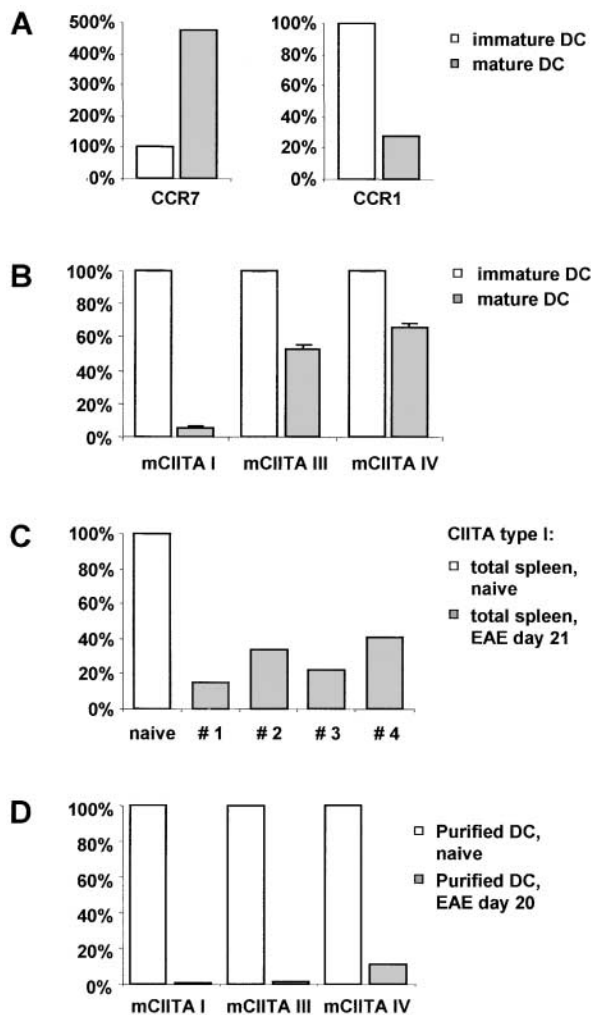 A
500%
400%
300%
200%
100%
0%
CCR7
100%
80%
60%
40%
20%
0%
CCR1
immature DC
mature DC
B
100%
80%
60%
40%
20%
0%
mCIITA I
mCIITA III
mCIITA IV
immature DC
mature DC
C
100%
80%
60%
40%
20%
0%
naive
# 1
# 2
# 3
# 4
CIITA type I:
total spleen,
naive
total spleen,
EAE day 21
D
100%
80%
60%
40%
20%
0%
mCIITA I
mCIITA III
mCIITA IV
Purified DC,
naive
Purified DC,
EAE day 20